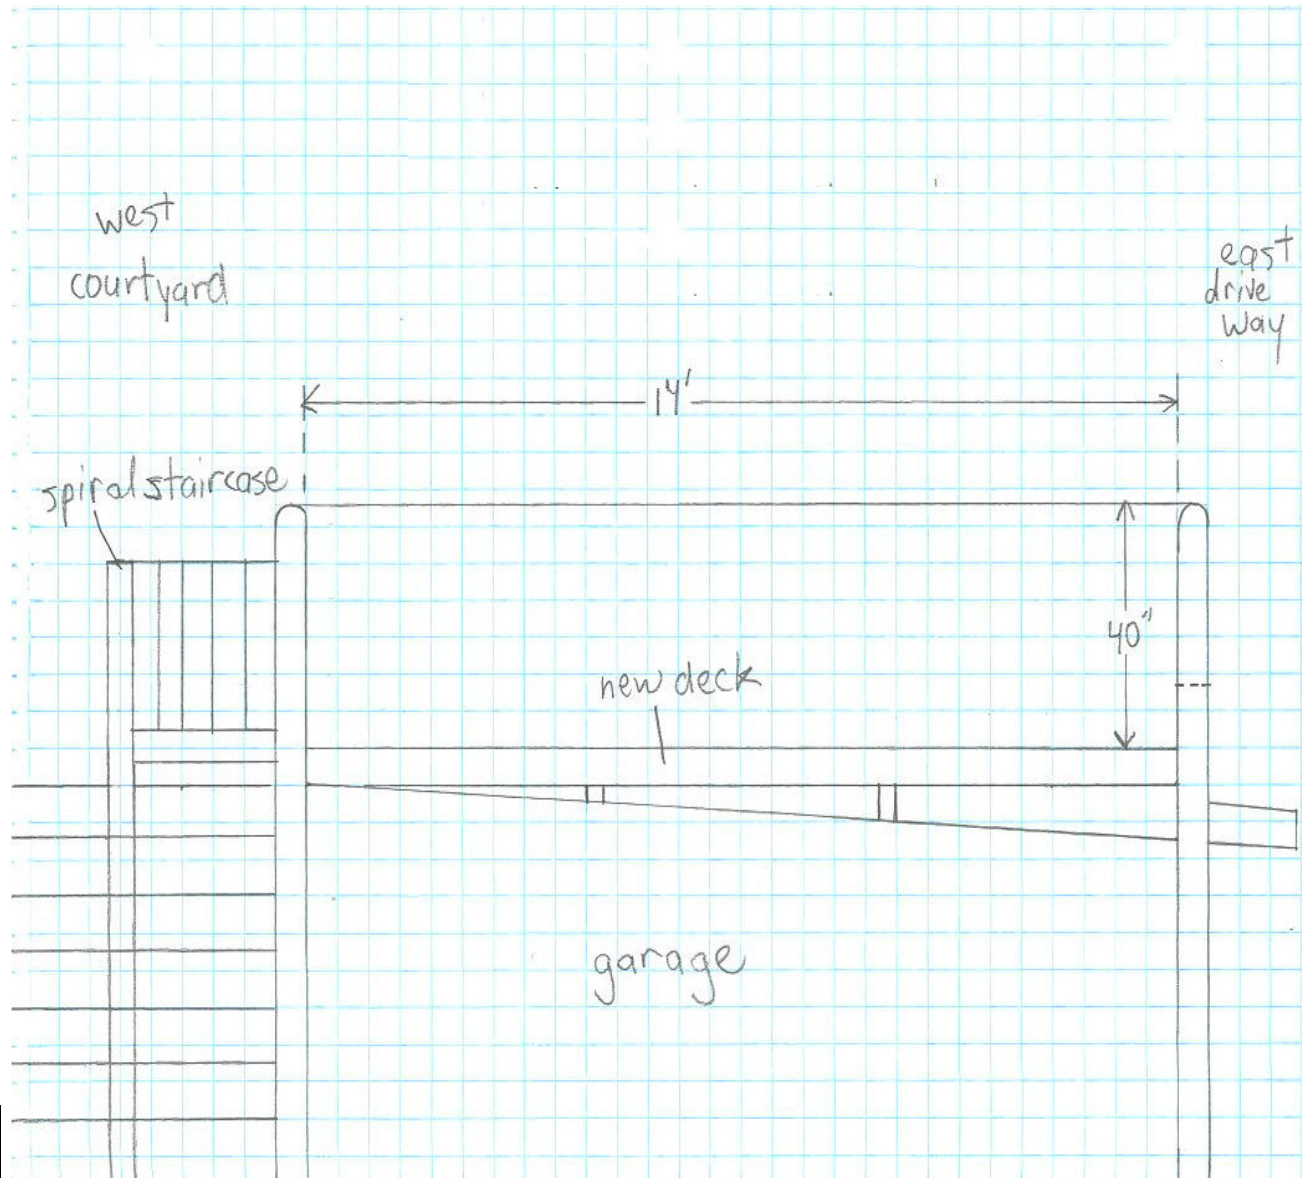 west
courtyard
east
drive
way
14'
spiral staircase
40"
new deck
garage